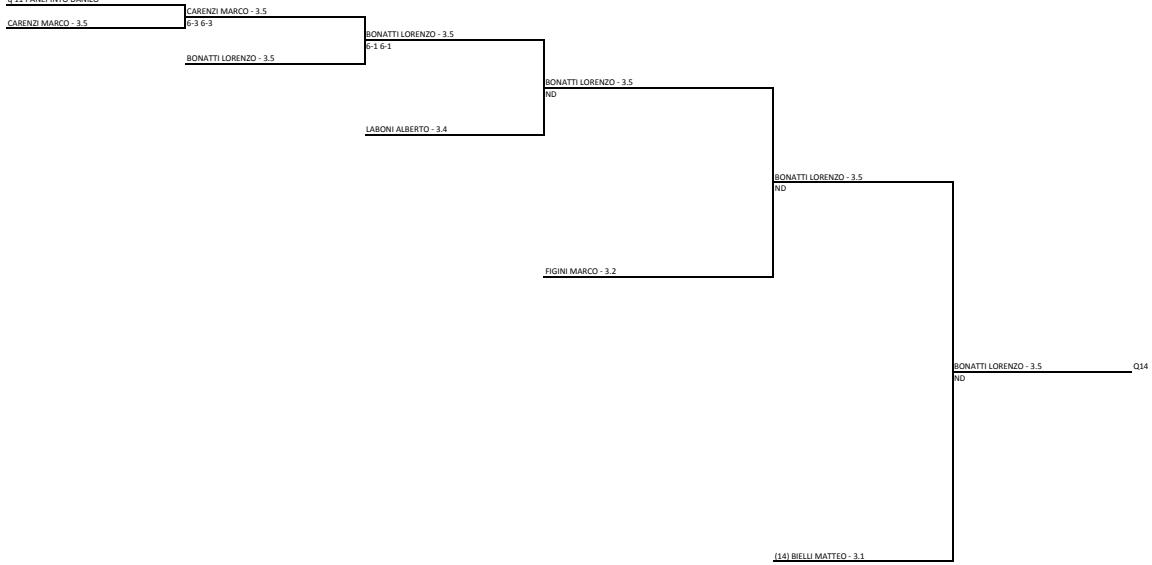 CARENZI MARCO - 3.5
CARENZI MARCO - 3.5
6-3 6-3
BONATTI LORENZO - 3.5
BONATTI LORENZO - 3.5
6-1 6-1
LABONI ALBERTO - 3.4
BONATTI LORENZO - 3.5
ND
FIGINI MARCO - 3.2
BONATTI LORENZO - 3.5
ND
(14) BIELLI MATTEO - 3.1
BONATTI LORENZO - 3.5
ND
Q14